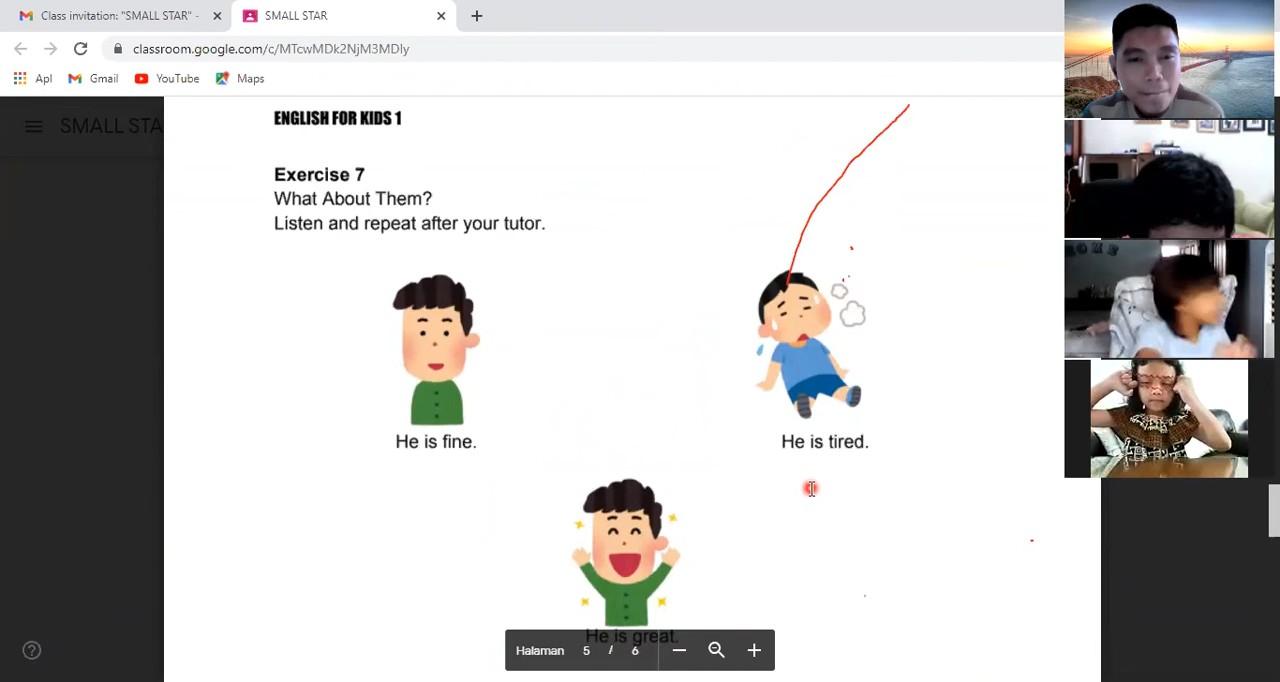 Class invitation: "SMALL STAR" -
SMALL STAR
classroom.google.com/c/MTcwMDk2NjM3MDIy
Apl
Gmail
YouTube
Maps
SMALL STA
ENGLISH FOR KIDS 1
Exercise 7
What About Them?
Listen and repeat after your tutor.
He is fine.
He is tired.
He is great.
Halaman 5 / 6